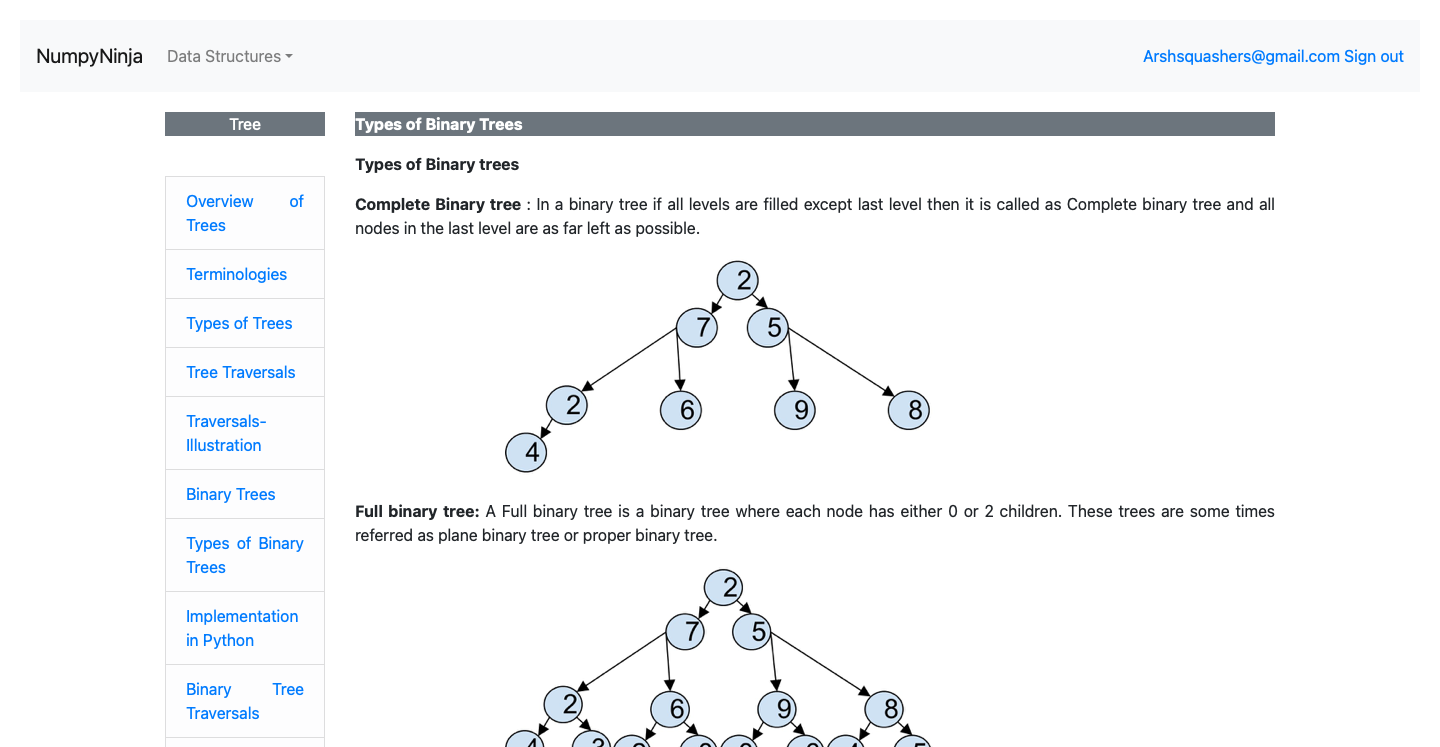 NumpyNinja Data Structures Arshsquashers@gmail.com Sign out
Tree
Overview of
Trees
Terminologies
Types of Trees
Tree Traversals
Traversals-
Illustration
Binary Trees
Types of Binary
Trees
Implementation
in Python
Binary Tree
Traversals
Types of Binary Trees
Types of Binary trees
Complete Binary tree : In a binary tree if all levels are filled except last level then it is called as Complete binary tree and all
nodes in the last level are as far left as possible.
2
7 5
2 6 9 8
4
Full binary tree: A Full binary tree is a binary tree where each node has either 0 or 2 children. These trees are some times
referred as plane binary tree or proper binary tree.
2
7 5
2 6 9 8